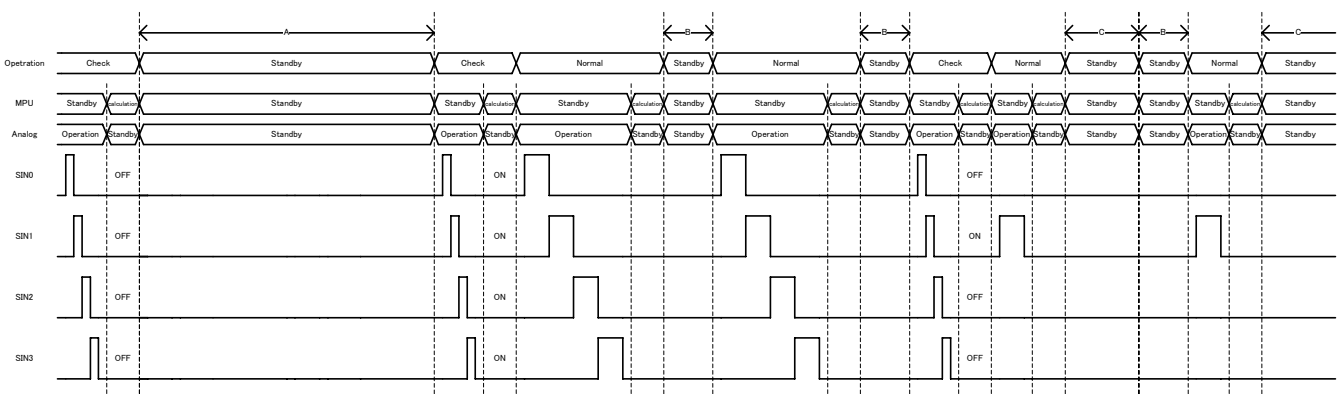 A B B C B C
Opetration Check Standby Check Normal Standby Normal Standby Check Normal Standby Standby Normal Standby
MPU Standby calculation Standby Standby calculation Standby calculation Standby Standby calculation Standby Standby calculation Standby calculation Standby Standby Standby calculation Standby
Analog Operation Standby Standby Operation Standby Operation Standby Standby Operation Standby Standby Operation Standby Operation Standby Standby Standby Operation Standby Standby
SIN0 OFF ON OFF
SIN1 OFF ON ON
SIN2 OFF ON OFF
SIN3 OFF ON OFF